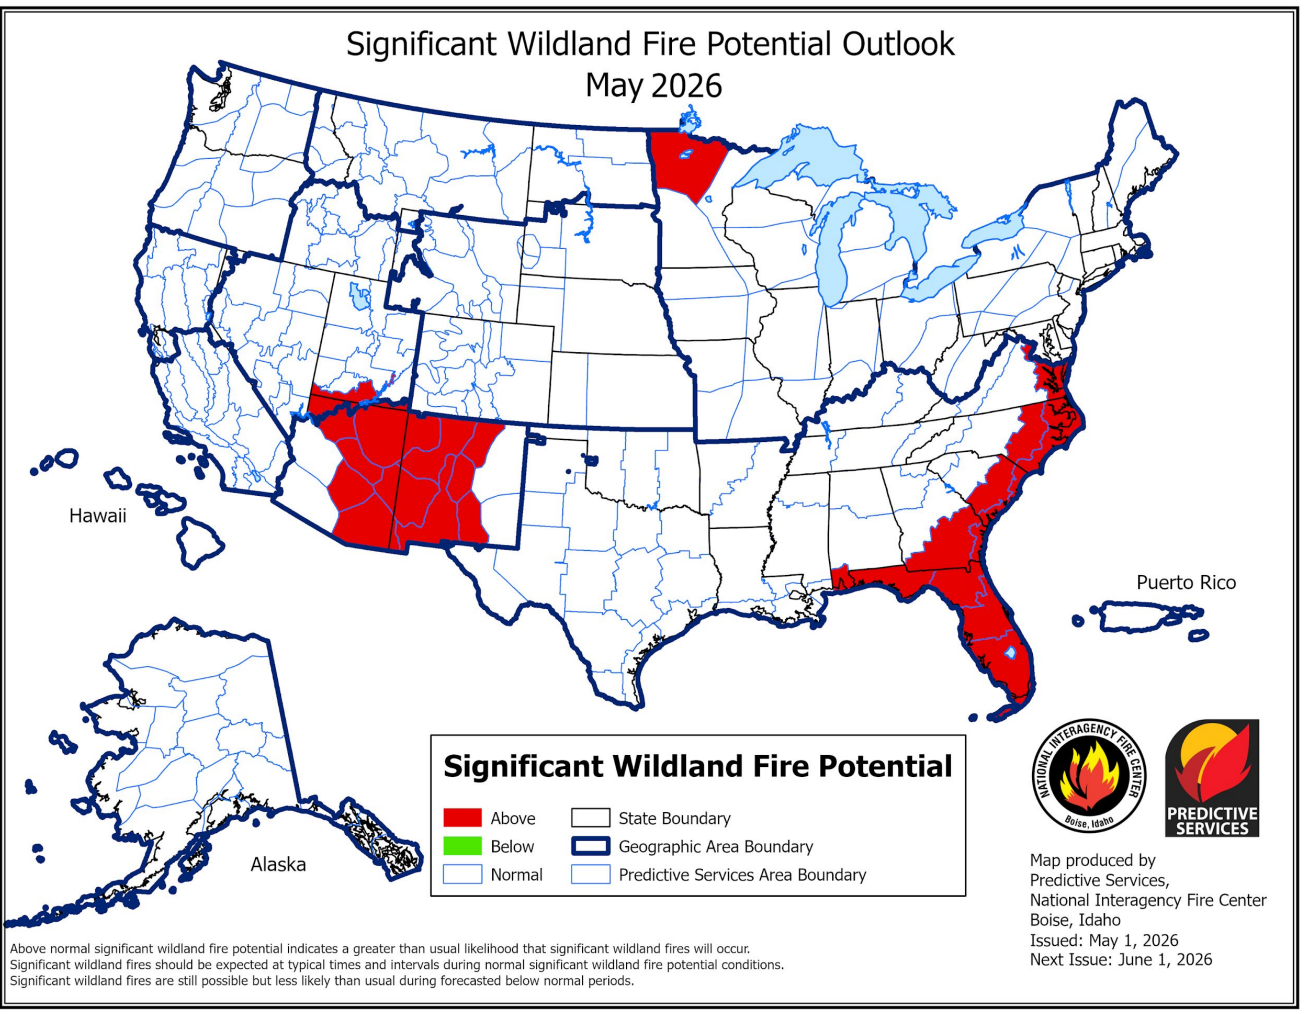 Significant Wildland Fire Potential Outlook
May 2026
Hawaii
Puerto Rico
Alaska
Significant Wildland Fire Potential
Above
State Boundary
Below
Geographic Area Boundary
Normal
Predictive Services Area Boundary
NATIONAL INTERAGENCY FIRE CENTER
Boise, Idaho
PREDICTIVE
SERVICES
Map produced by
Predictive Services,
National Interagency Fire Center
Boise, Idaho
Issued: May 1, 2026
Next Issue: June 1, 2026
Above normal significant wildland fire potential indicates a greater than usual likelihood that significant wildland fires will occur.
Significant wildland fires should be expected at typical times and intervals during normal significant wildland fire potential conditions.
Significant wildland fires are still possible but less likely than usual during forecasted below normal periods.